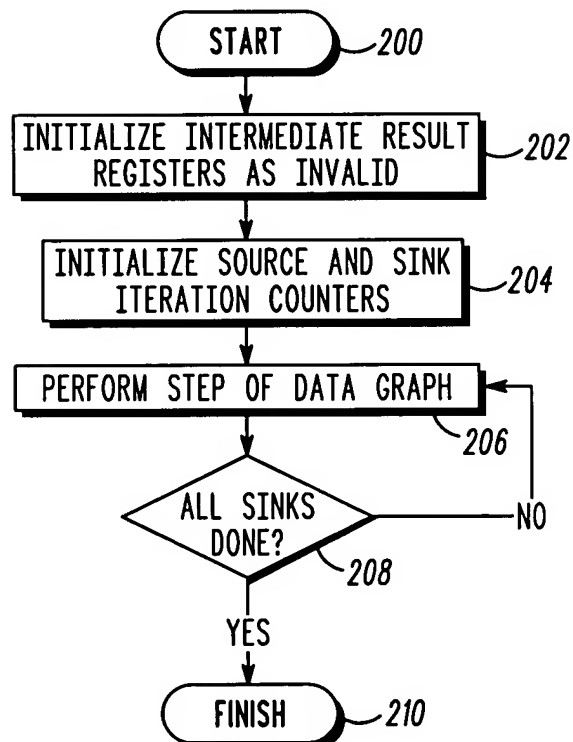 START
200
INITIALIZE INTERMEDIATE RESULT
REGISTERS AS INVALID
202
INITIALIZE SOURCE AND SINK
ITERATION COUNTERS
204
PERFORM STEP OF DATA GRAPH
206
ALL SINKS
DONE?
NO
208
YES
FINISH
210